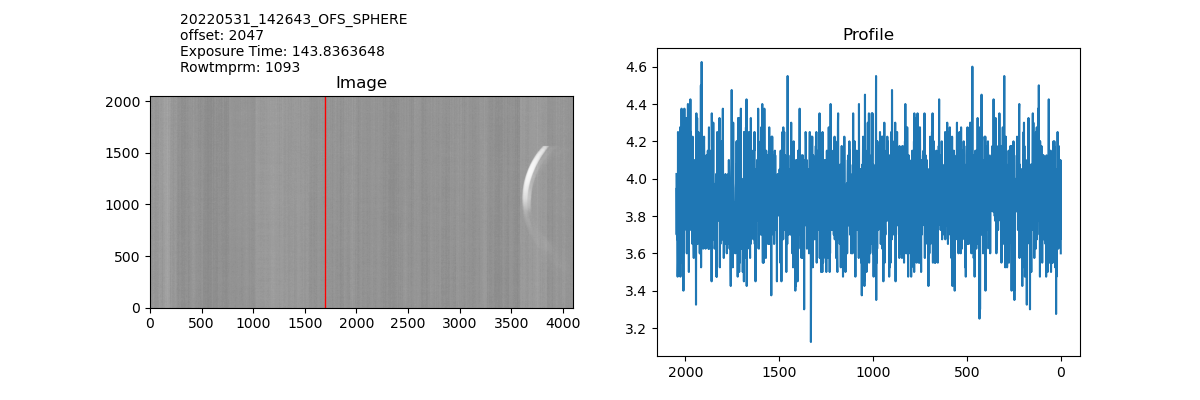 20220531_142643_OFS_SPHERE
offset: 2047
Exposure Time: 143.8363648
Rowtmprm: 1093
Image
2000
1500
1000
500
0
0 500 1000 1500 2000 2500 3000 3500 4000
Profile
4.6
4.4
4.2
4.0
3.8
3.6
3.4
3.2
2000 1500 1000 500 0